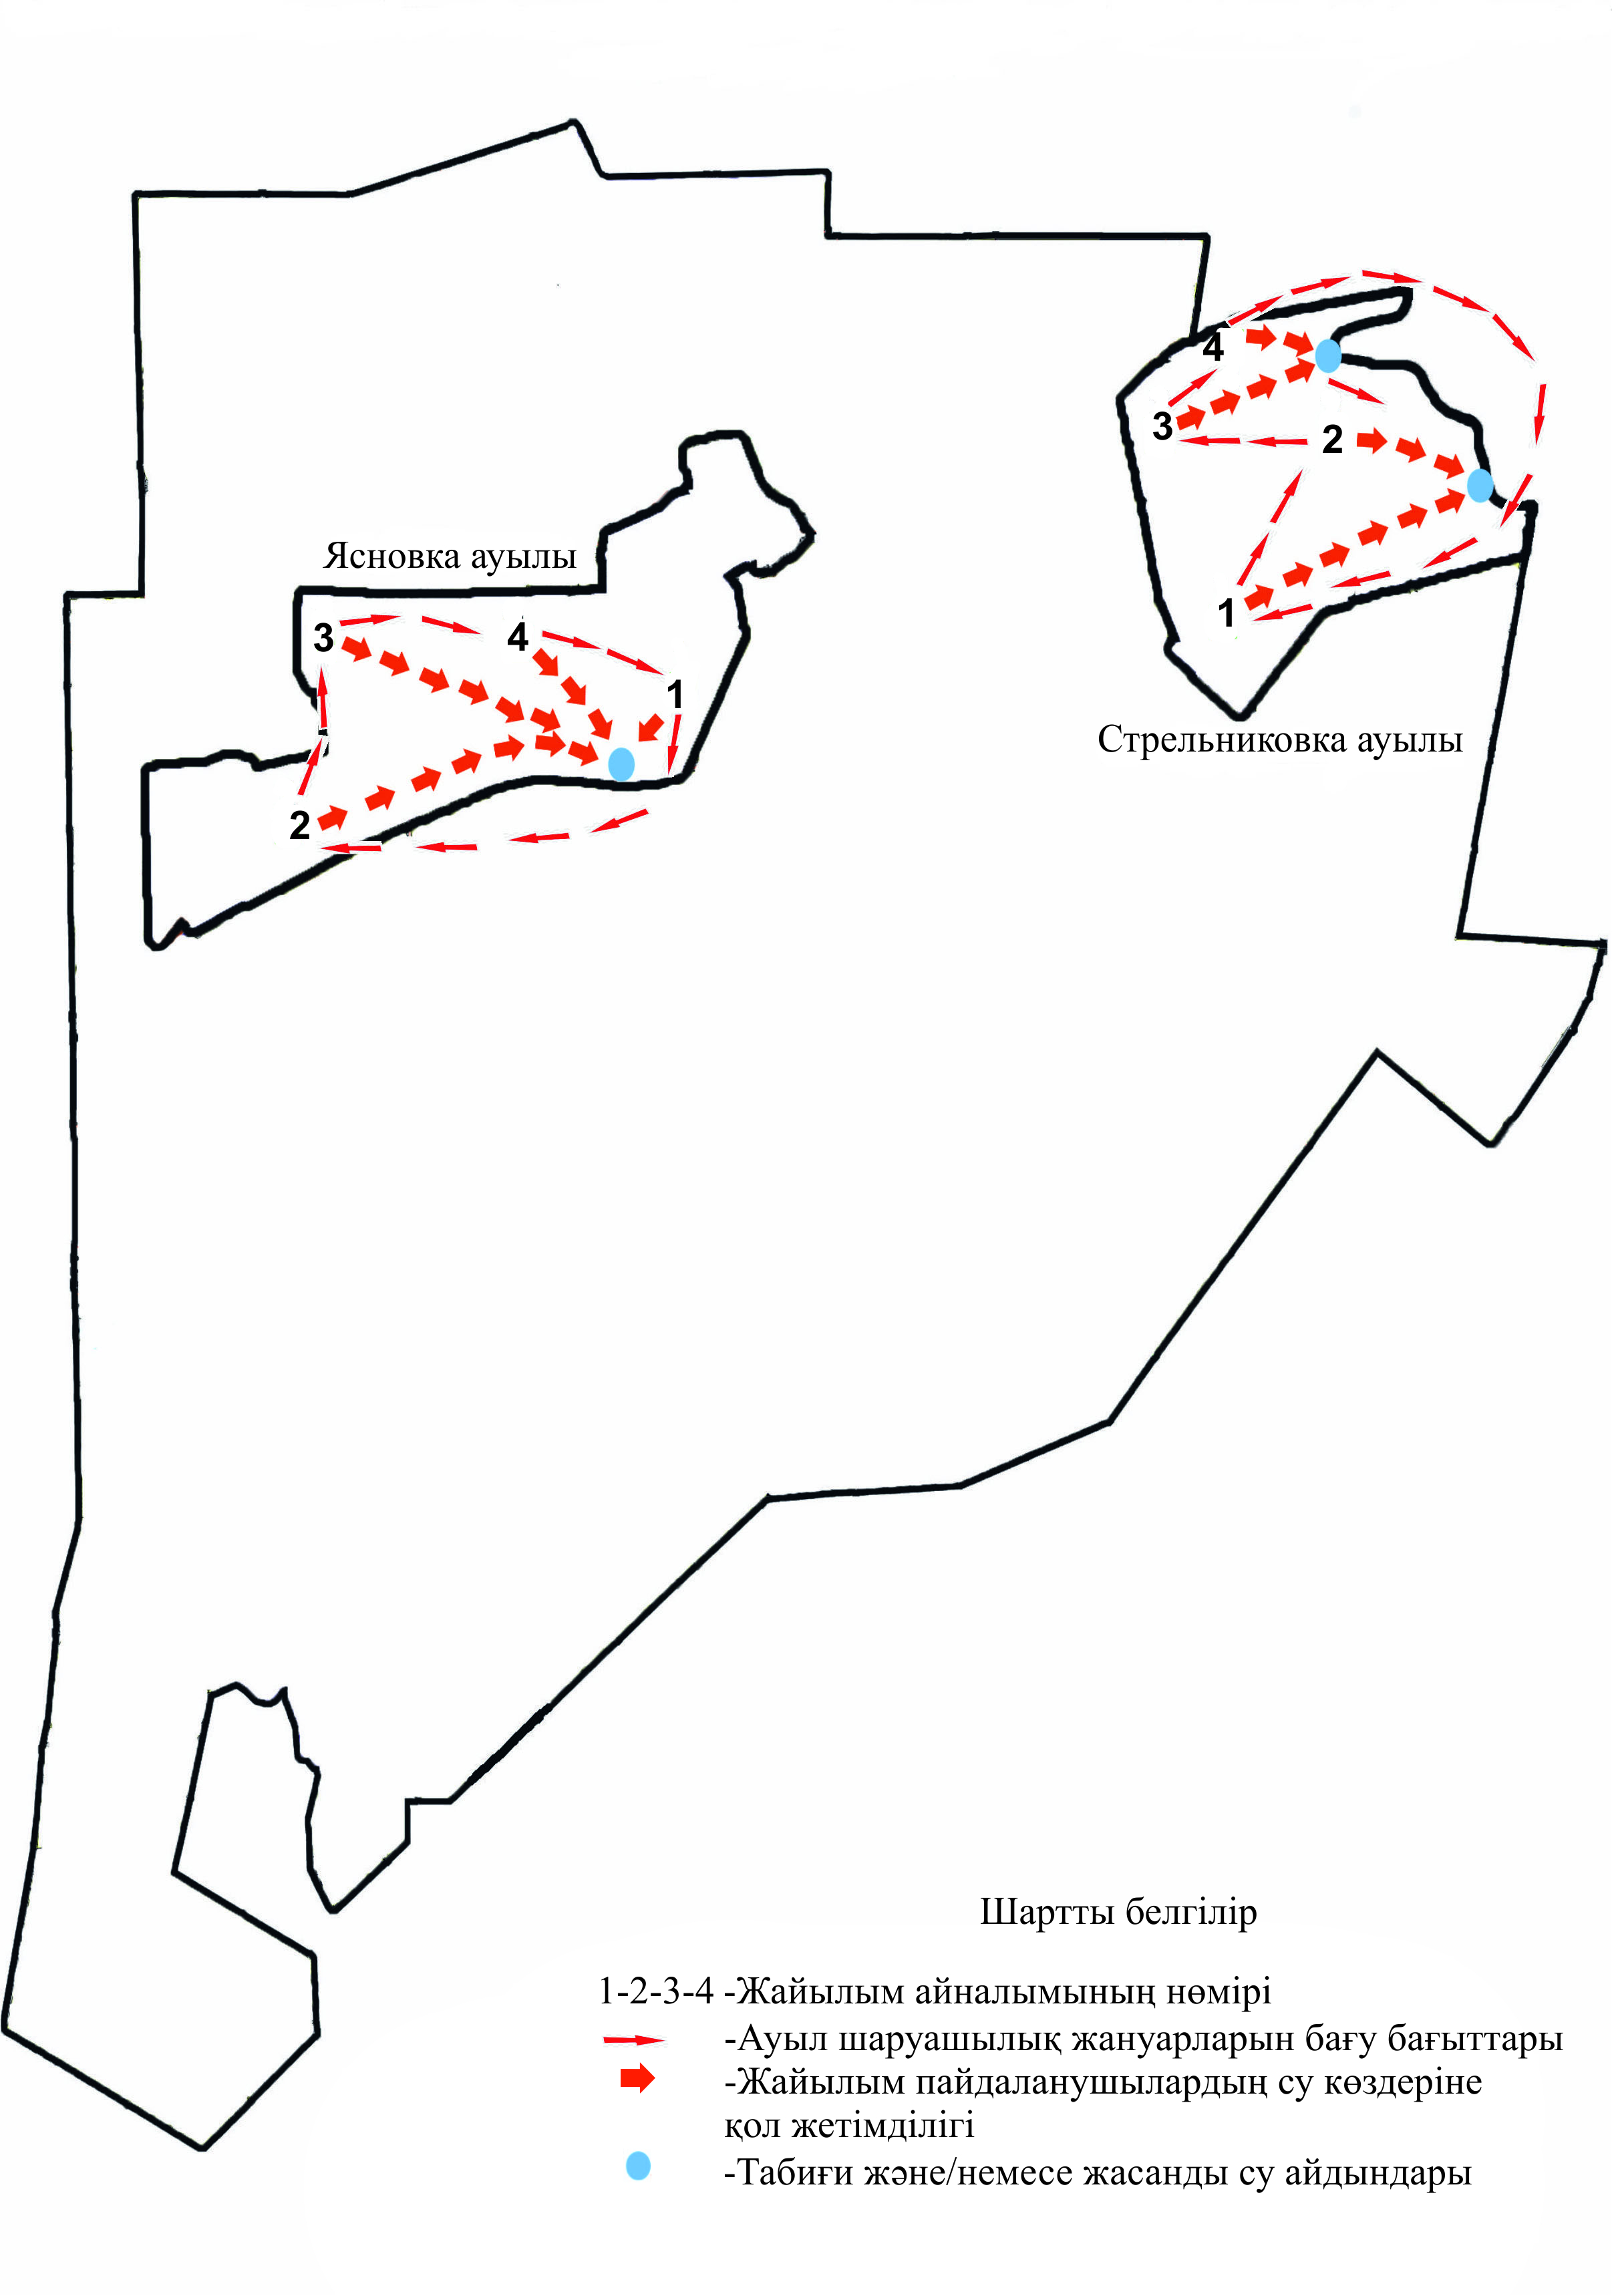 4
3
2
1
Стрельниковка ауылы
Ясновка ауылы
3
4
1
2
Шартты белгілір
1-2-3-4 -Жайылым айналымының нөмірі
-Ауыл шаруашылық жануарларын бағу бағыттары
-Жайылым пайдаланушылардың су көздеріне
қол жетімділігі
-Табиғи және/немесе жасанды су айдындары